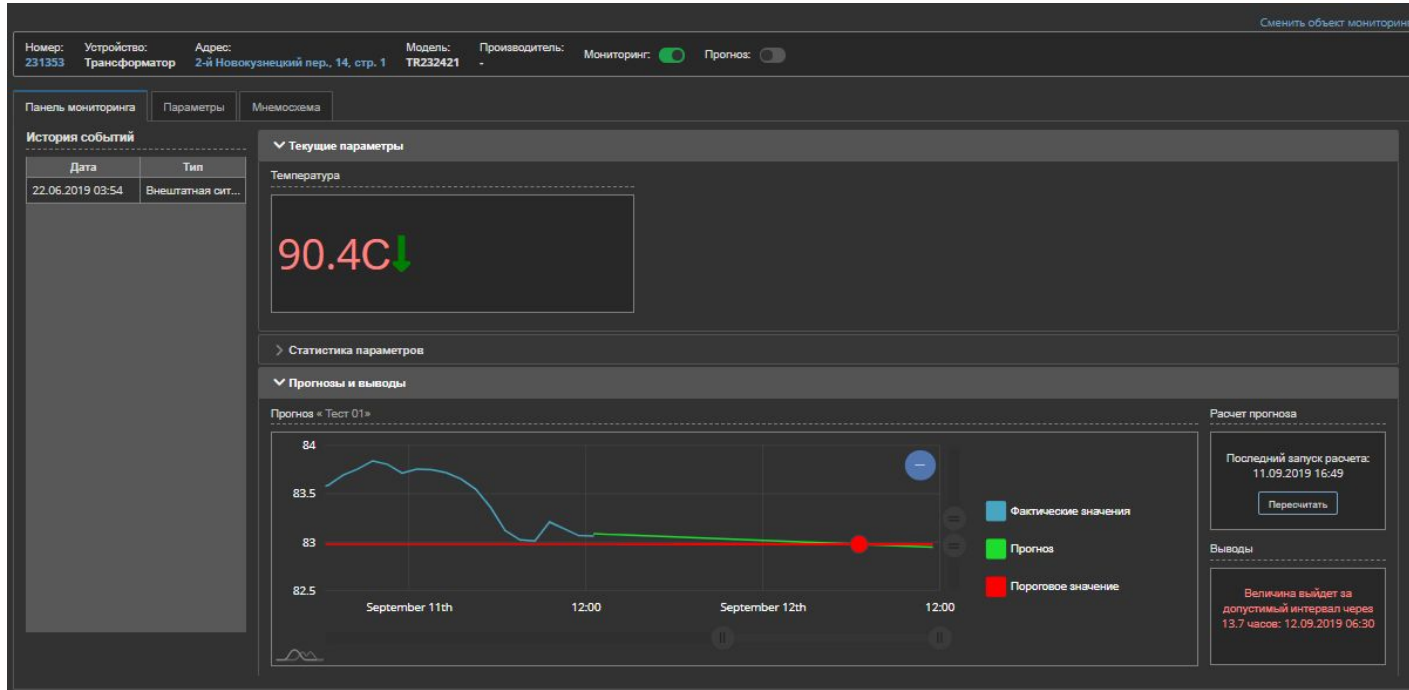 Сменить объект мониторин
Номер: Устройство: Адрес: Модель: Производитель: Мониторинг: Прогноз:
231353 Трансформатор 2-й Новокузнецкий пер., 14, стр. 1 TR232421 -
Панель мониторинга Параметры Мнемосхема
История событий
Дата Тип
22.06.2019 03:54 Внештатная сит...
Текущие параметры
Температура
90.4C
Статистика параметров
Прогнозы и выводы
Прогноз « Тест 01»
84
83.5
83
82.5
September 11th 12:00 September 12th 12:00
Фактические значения
Прогноз
Пороговое значение
Расчет прогноза
Последний запуск расчета:
11.09.2019 16:49
Пересчитать
Выводы
Величина выйдет за
допустимый интервал через
13.7 часов: 12.09.2019 06:30